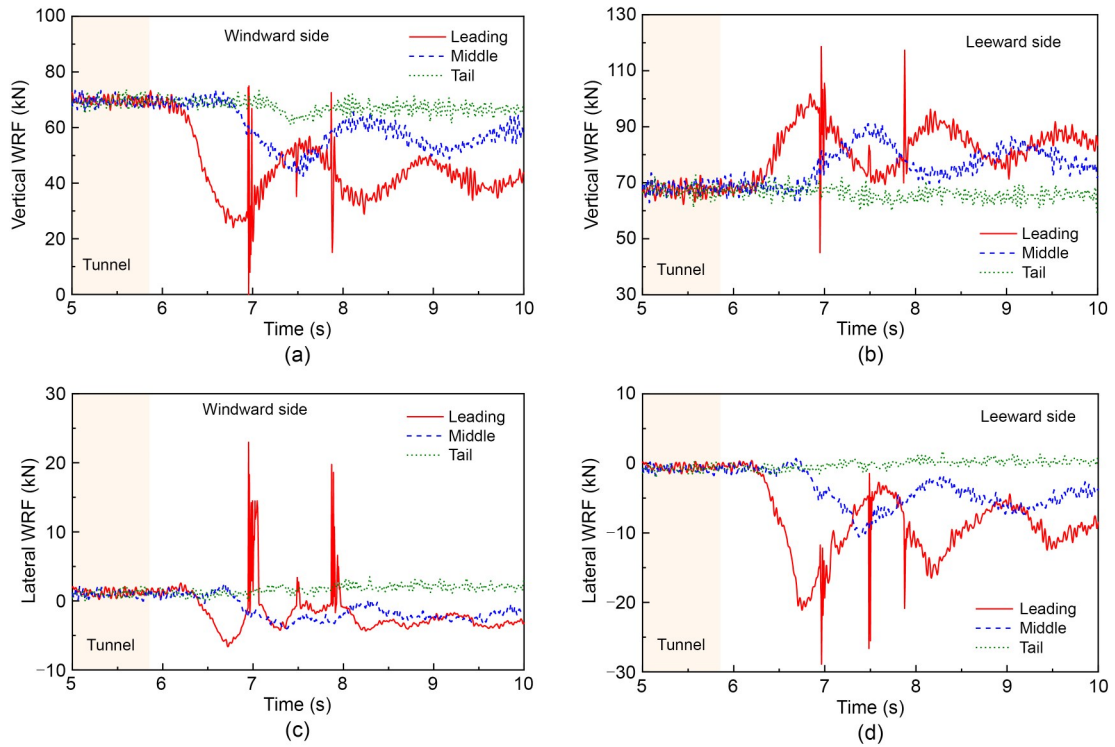 100
80
60
40
20
0
Vertical WRF (kN)
Windward side
Leading
Middle
Tail
Tunnel
5 6 7 8 9 10
Time (s)
(a)
130
110
90
70
50
30
Vertical WRF (kN)
Leeward side
Leading
Middle
Tail
Tunnel
5 6 7 8 9 10
Time (s)
(b)
30
20
10
0
−10
Lateral WRF (kN)
Windward side
Leading
Middle
Tail
Tunnel
5 6 7 8 9 10
Time (s)
(c)
10
0
−10
−20
−30
Lateral WRF (kN)
Leeward side
Leading
Middle
Tail
Tunnel
5 6 7 8 9 10
Time (s)
(d)